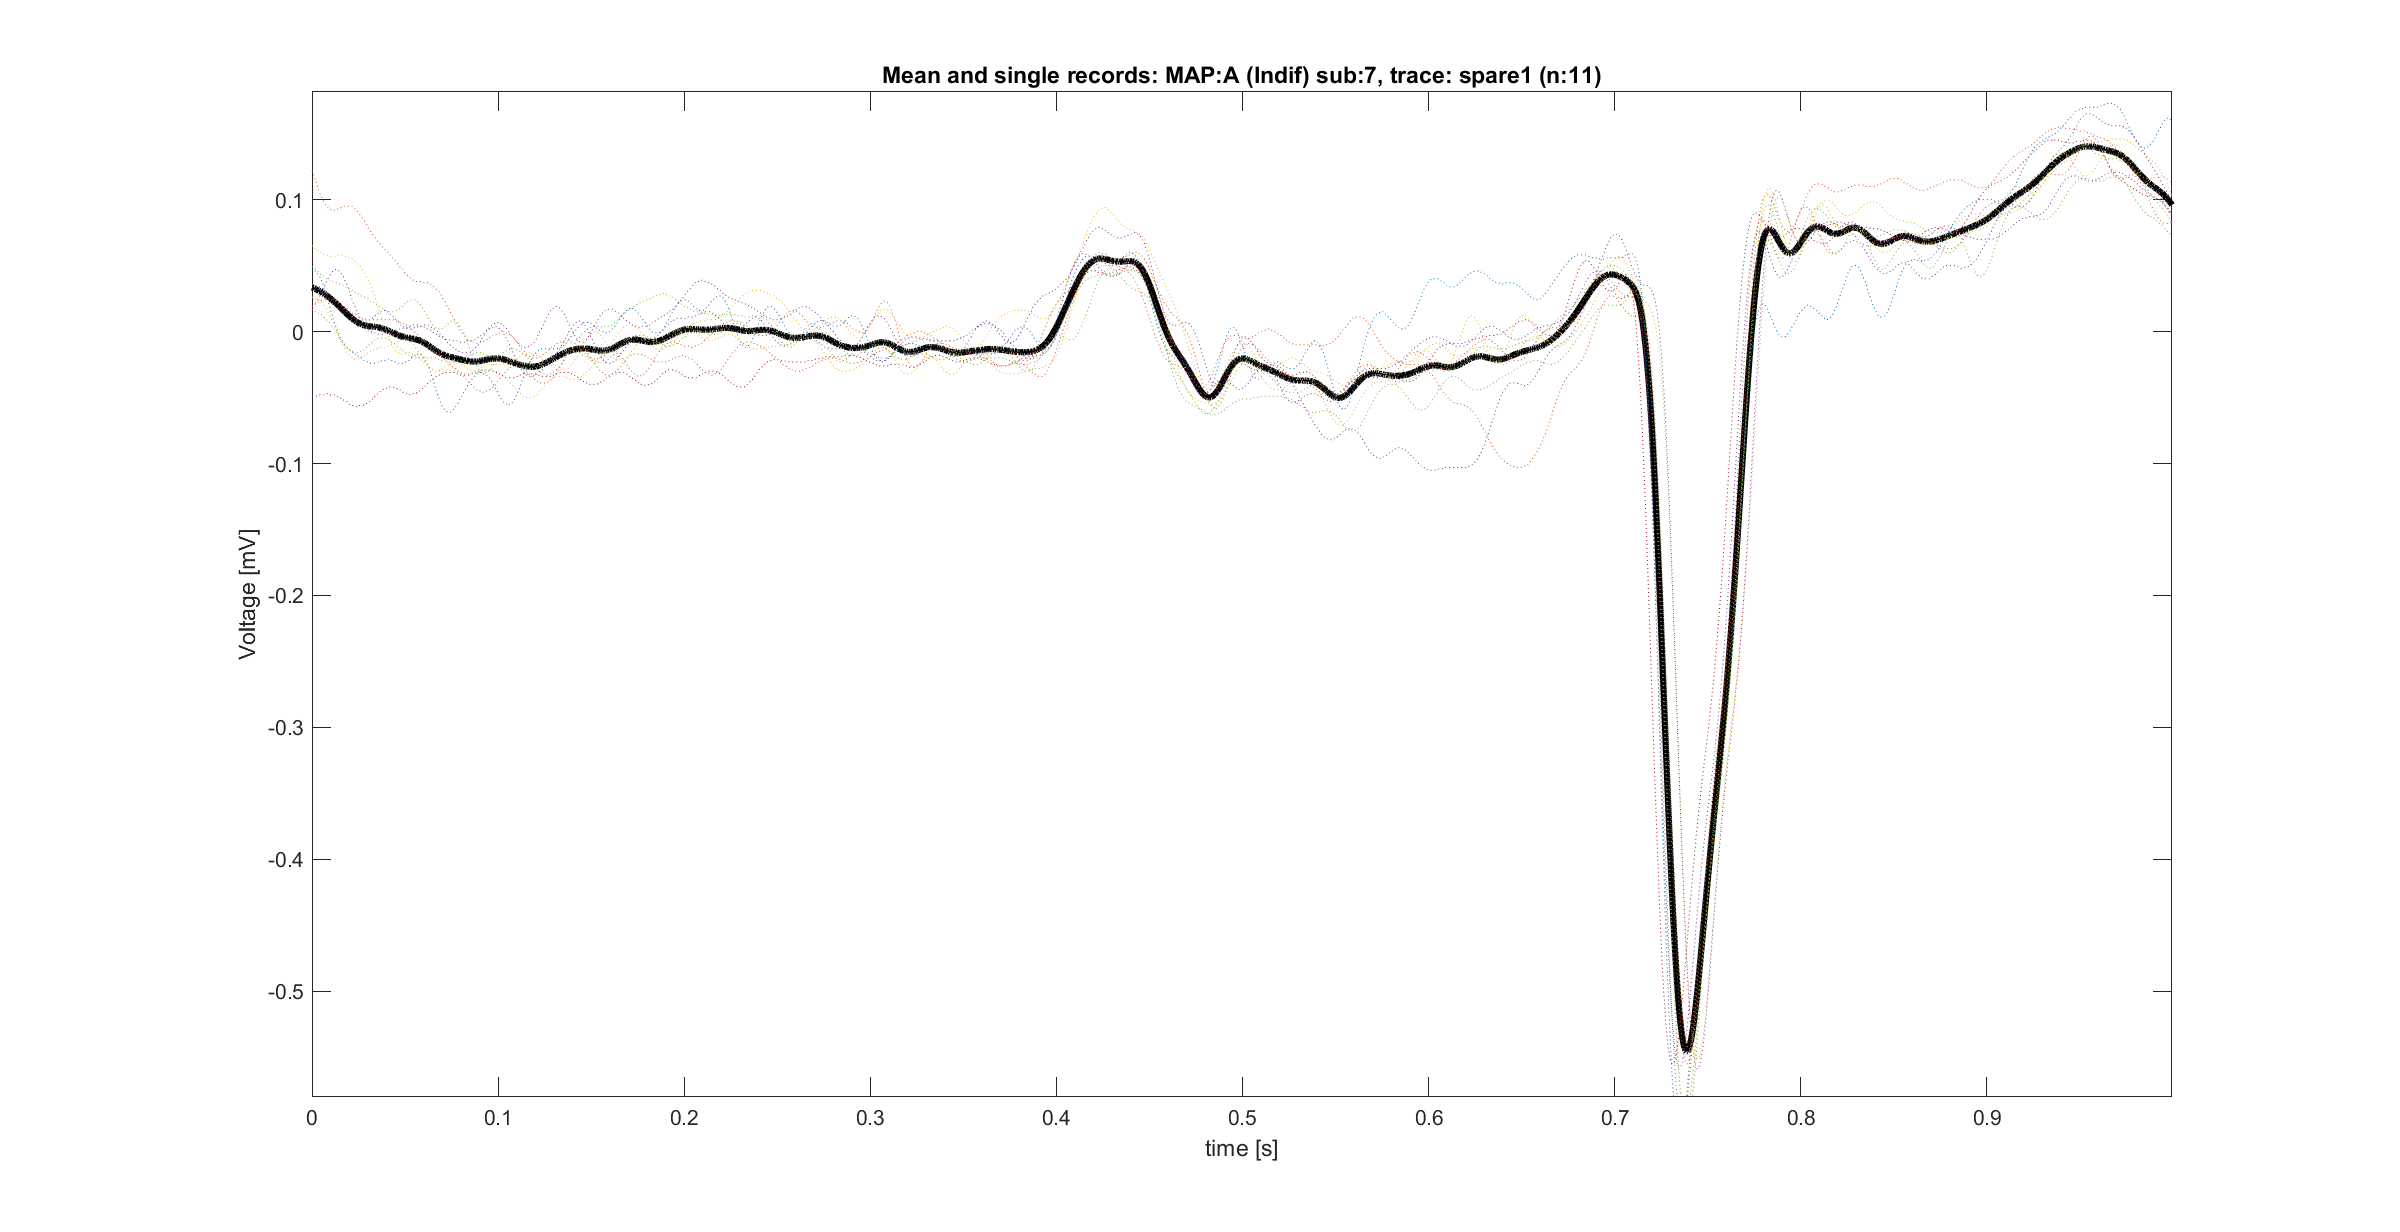 Mean and single records: MAP:A (Indif) sub:7, trace: spare1 (n:11)
0.1
0
-0.1
-0.2
-0.3
-0.4
-0.5
Voltage [mV]
0 0.1 0.2 0.3 0.4 0.5 0.6 0.7 0.8 0.9
time [s]